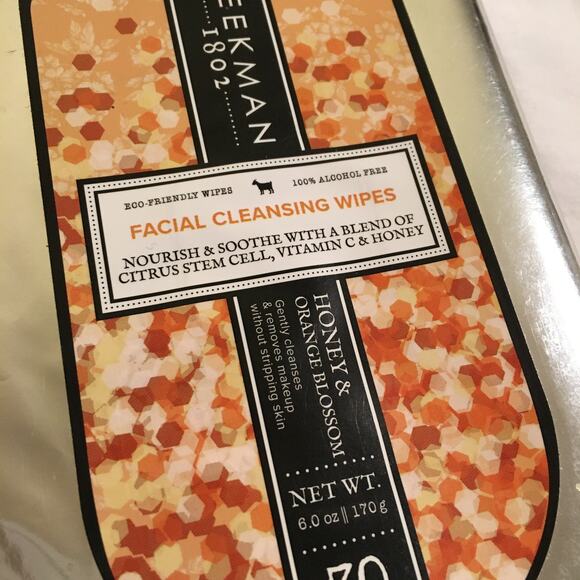 EEKMAN
1802
ECO-FRIENDLY WIPES 100% ALCOHOL FREE
FACIAL CLEANSING WIPES
NOURISH & SOOTHE WITH A BLEND OF
CITRUS STEM CELL, VITAMIN C & HONEY
HONEY &
ORANGE BLOSSOM
Gently cleanses
& removes makeup
without stripping skin
NET WT.
6.0 oz || 170 g
30